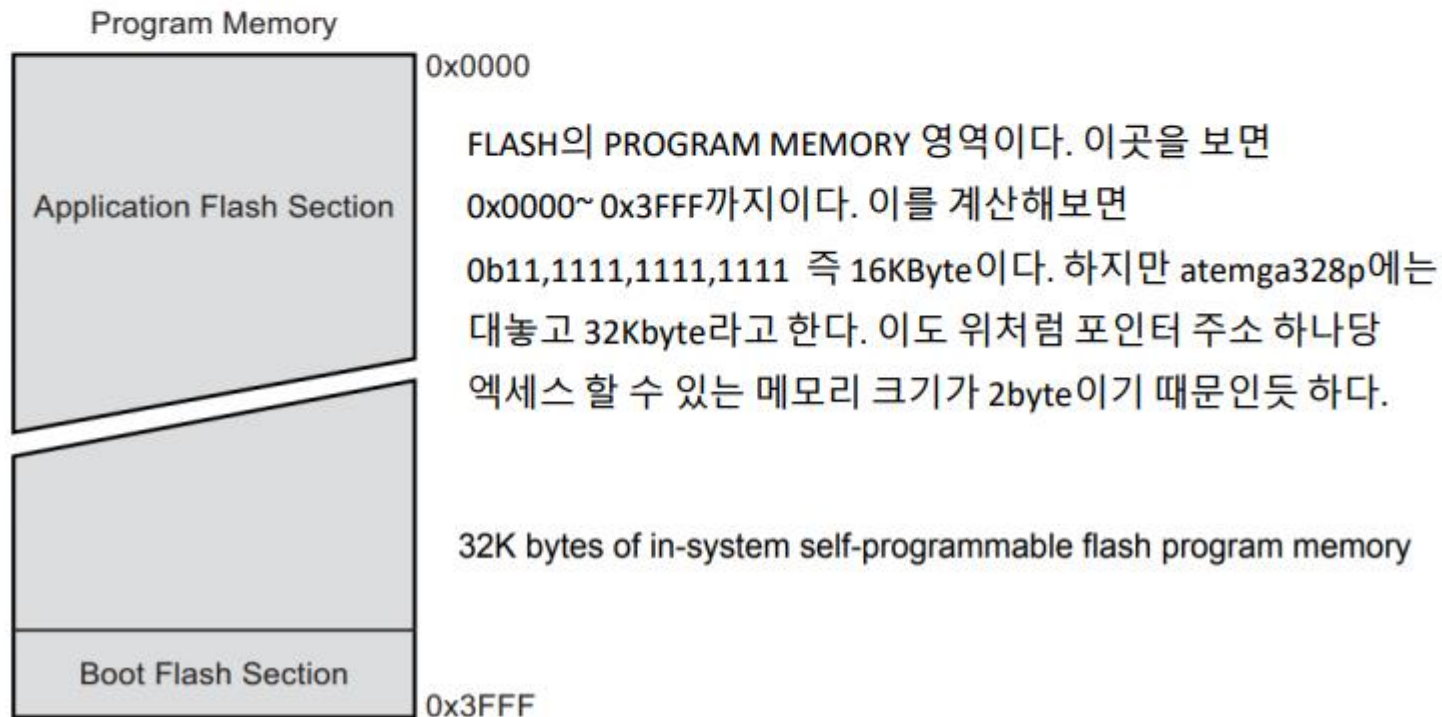 Program Memory
0x0000
FLASH의 PROGRAM MEMORY 영역이다. 이곳을 보면
Application Flash Section
0x0000~ 0x3FFF까지이다. 이를 계산해보면
0b11,1111,1111,1111 즉 16KByte이다. 하지만 atemga328p에는
대놓고 32Kbyte라고 한다. 이도 위처럼 포인터 주소 하나당
엑세스 할 수 있는 메모리 크기가 2byte이기 때문인듯 하다.
32K bytes of in-system self-programmable flash program memory
Boot Flash Section
0x3FFF